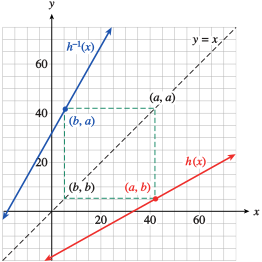 y
h⁻¹(x)
y = x
60
(a, a)
40
(b, a)
20
h(x)
(b, b)
(a, b)
x
20
40
60